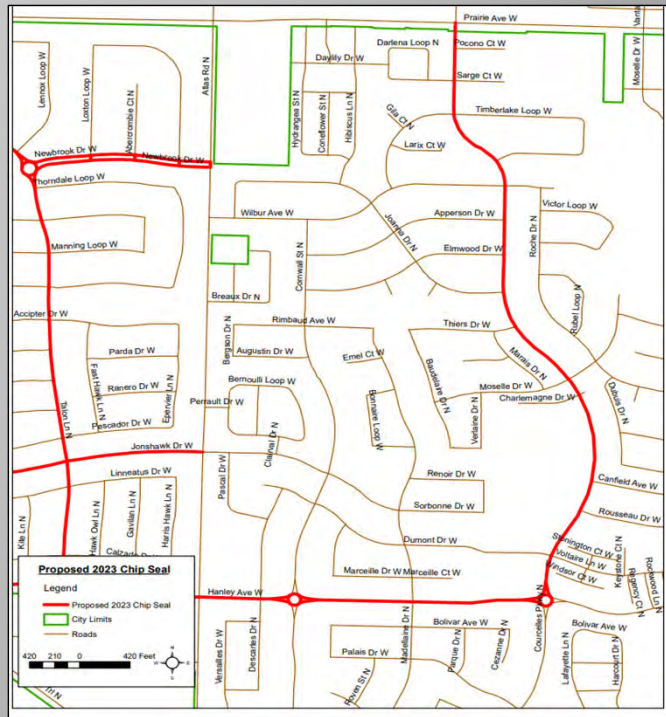 Prairie Ave W
Darlena Loop N
Pocono Ct W
Moselle Dr W
Lennox Loop W
Loxton Loop W
Abercrombie Ct N
Atlas Rd N
Daylily Dr W
Sarge Ct W
Hydrangea St N
Coneflower St N
Hibiscus Ln N
Gila Ct N
Timberlake Loop W
Larix Ct W
Newbrook Dr W
Newbrook Dr W
Thorndale Loop W
Wilbur Ave W
Joanna Dr N
Apperson Dr W
Victor Loop W
Roche Dr N
Manning Loop W
Cornwall St N
Elmwood Dr W
Breaux Dr N
Rubel Loop N
Accipter Dr W
Rimbaud Ave W
Thiers Dr W
Bergson Dr N
Parda Dr W
Augustin Dr W
Emel Ct W
Marais Dr N
Fast Hawk Ln N
Baudelaire Dr N
Ranero Dr W
Epervier Ln N
Bernoulli Loop W
Moselle Dr W
Charlemagne Dr W
Dubuis Dr N
Talon Ln N
Perrault Dr W
Bonnaire Loop W
Verlaine Dr N
Pescador Dr W
Clairval Dr N
Jonshawk Dr W
Linneatus Dr W
Pascal Dr W
Renoir Dr W
Canfield Ave W
Kite Ln N
Hawk Owl Ln N
Gavilan Ln N
Harris Hawk Ln N
Sorbonne Dr W
Rousseau Dr W
Dumont Dr W
Stonington Ct W
Voltaire Ln W
Windsor Ct W
Keystone Ct N
Regency Ct N
Rockwood Ln N
Marceille Dr W
Marceille Ct W
Hanley Ave W
Courcelles Pkwy N
Versailles Dr N
Descartes Dr N
Madellaine Dr N
Bolivar Ave W
Bolivar Ave W
Parque Dr N
Cezanne Dr N
Palais Dr W
Roven St N
Lafayette Ln N
Harcourt Dr N
Proposed 2023 Chip Seal
Legend
Proposed 2023 Chip Seal
City Limits
Roads
420 210 0 420 Feet
N
W
E
S